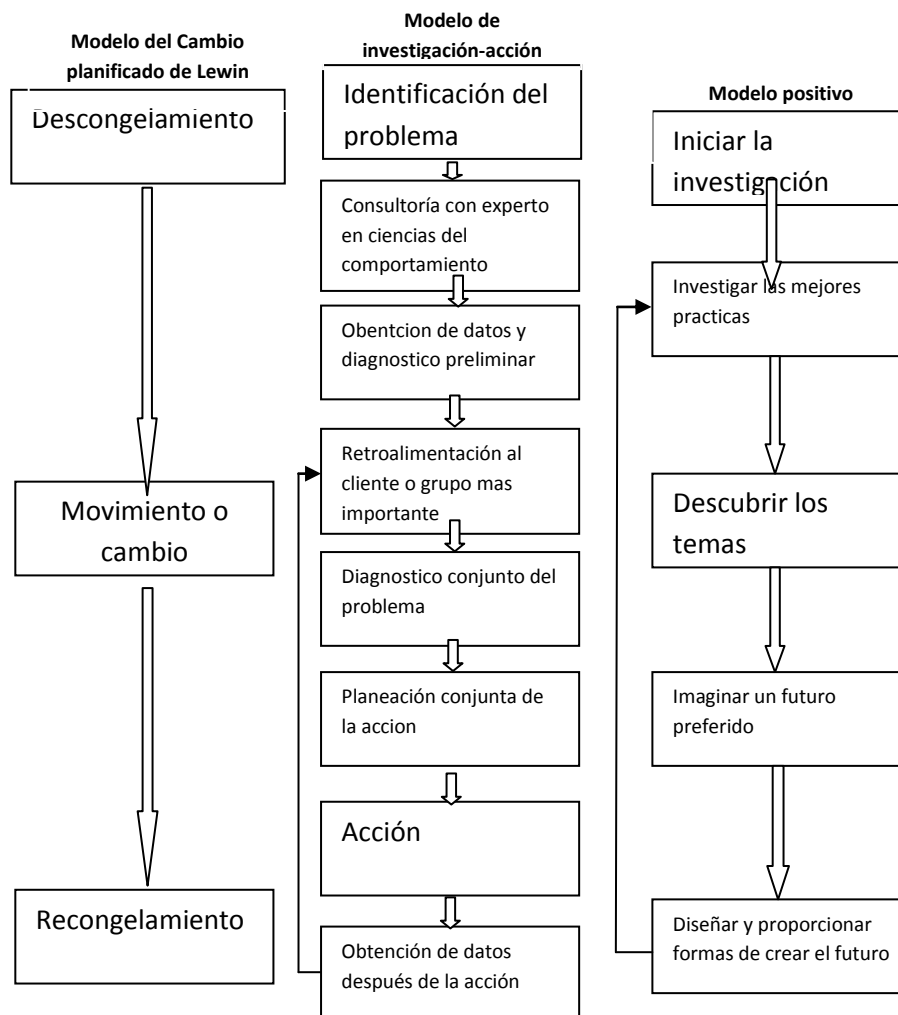 Modelo del Cambio
planificado de Lewin
Descongelamiento
Movimiento o
cambio
Recongelamiento
Modelo de
investigación-acción
Identificación del
problema
Consultoría con experto
en ciencias del
comportamiento
Obentcion de datos y
diagnostico preliminar
Retroalimentación al
cliente o grupo mas
importante
Diagnostico conjunto del
problema
Planeación conjunta de
la accion
Acción
Obtención de datos
después de la acción
Modelo positivo
Iniciar la
investigación
Investigar las mejores
practicas
Descubrir los
temas
Imaginar un futuro
preferido
Diseñar y proporcionar
formas de crear el futuro